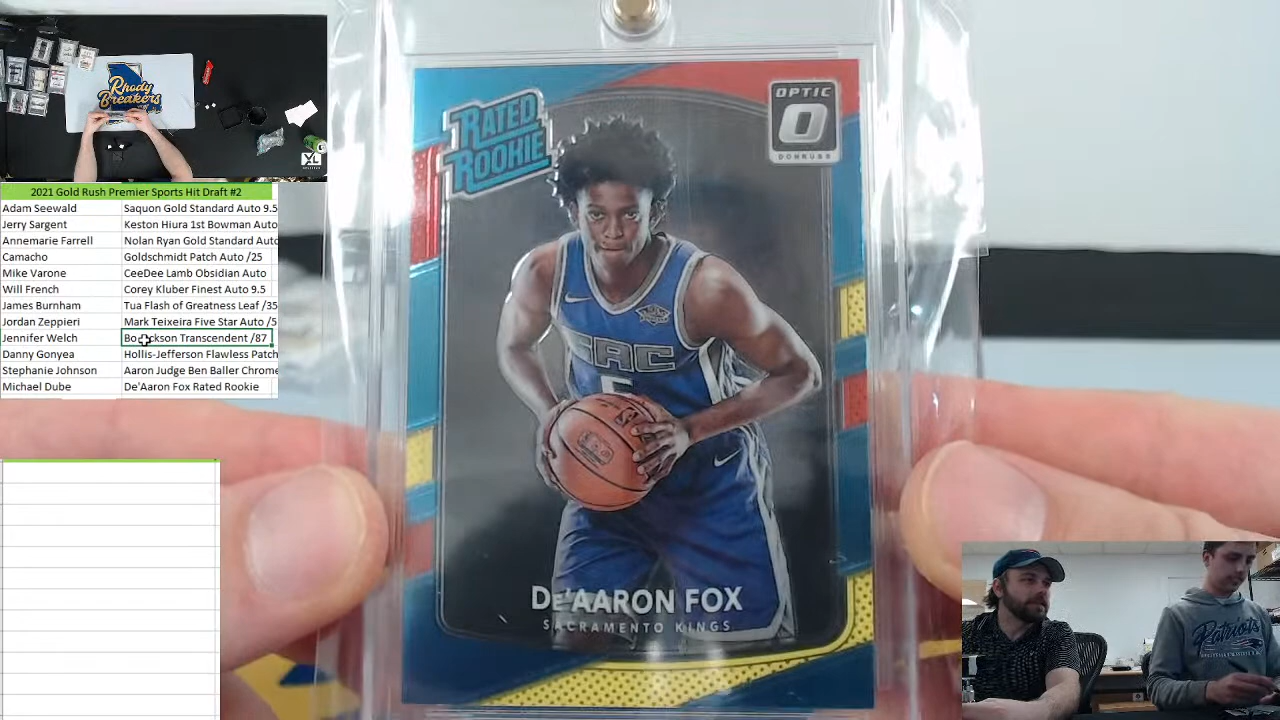 Rhody
Breakers
XL
2021 Gold Rush Premier Sports Hit Draft #2
Adam Seewald Saquon Gold Standard Auto 9.5
Jerry Sargent Keston Hiura 1st Bowman Auto
Annemarie Farrell Nolan Ryan Gold Standard Auto
Camacho Goldschmidt Patch Auto /25
Mike Varone CeeDee Lamb Obsidian Auto
Will French Corey Kluber Finest Auto 9.5
James Burnham Tua Flash of Greatness Leaf /35
Jordan Zeppieri Mark Teixeira Five Star Auto /5
Jennifer Welch Bo Jackson Transcendent /87
Danny Gonyea Hollis-Jefferson Flawless Patch
Stephanie Johnson Aaron Judge Ben Baller Chrome
Michael Dube De'Aaron Fox Rated Rookie
RATED
ROOKIE
OPTIC
O
DONRUSS
SAC
5
DE'AARON FOX
SACRAMENTO KINGS
Patriots